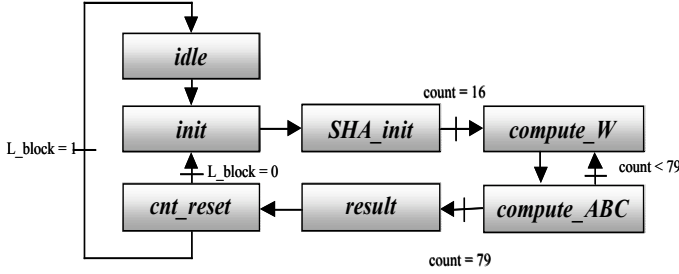 idle
count = 16
init
SHA_init
compute_W
L_block = 1
L_block = 0
count < 79
cnt_reset
result
compute_ABC
count = 79